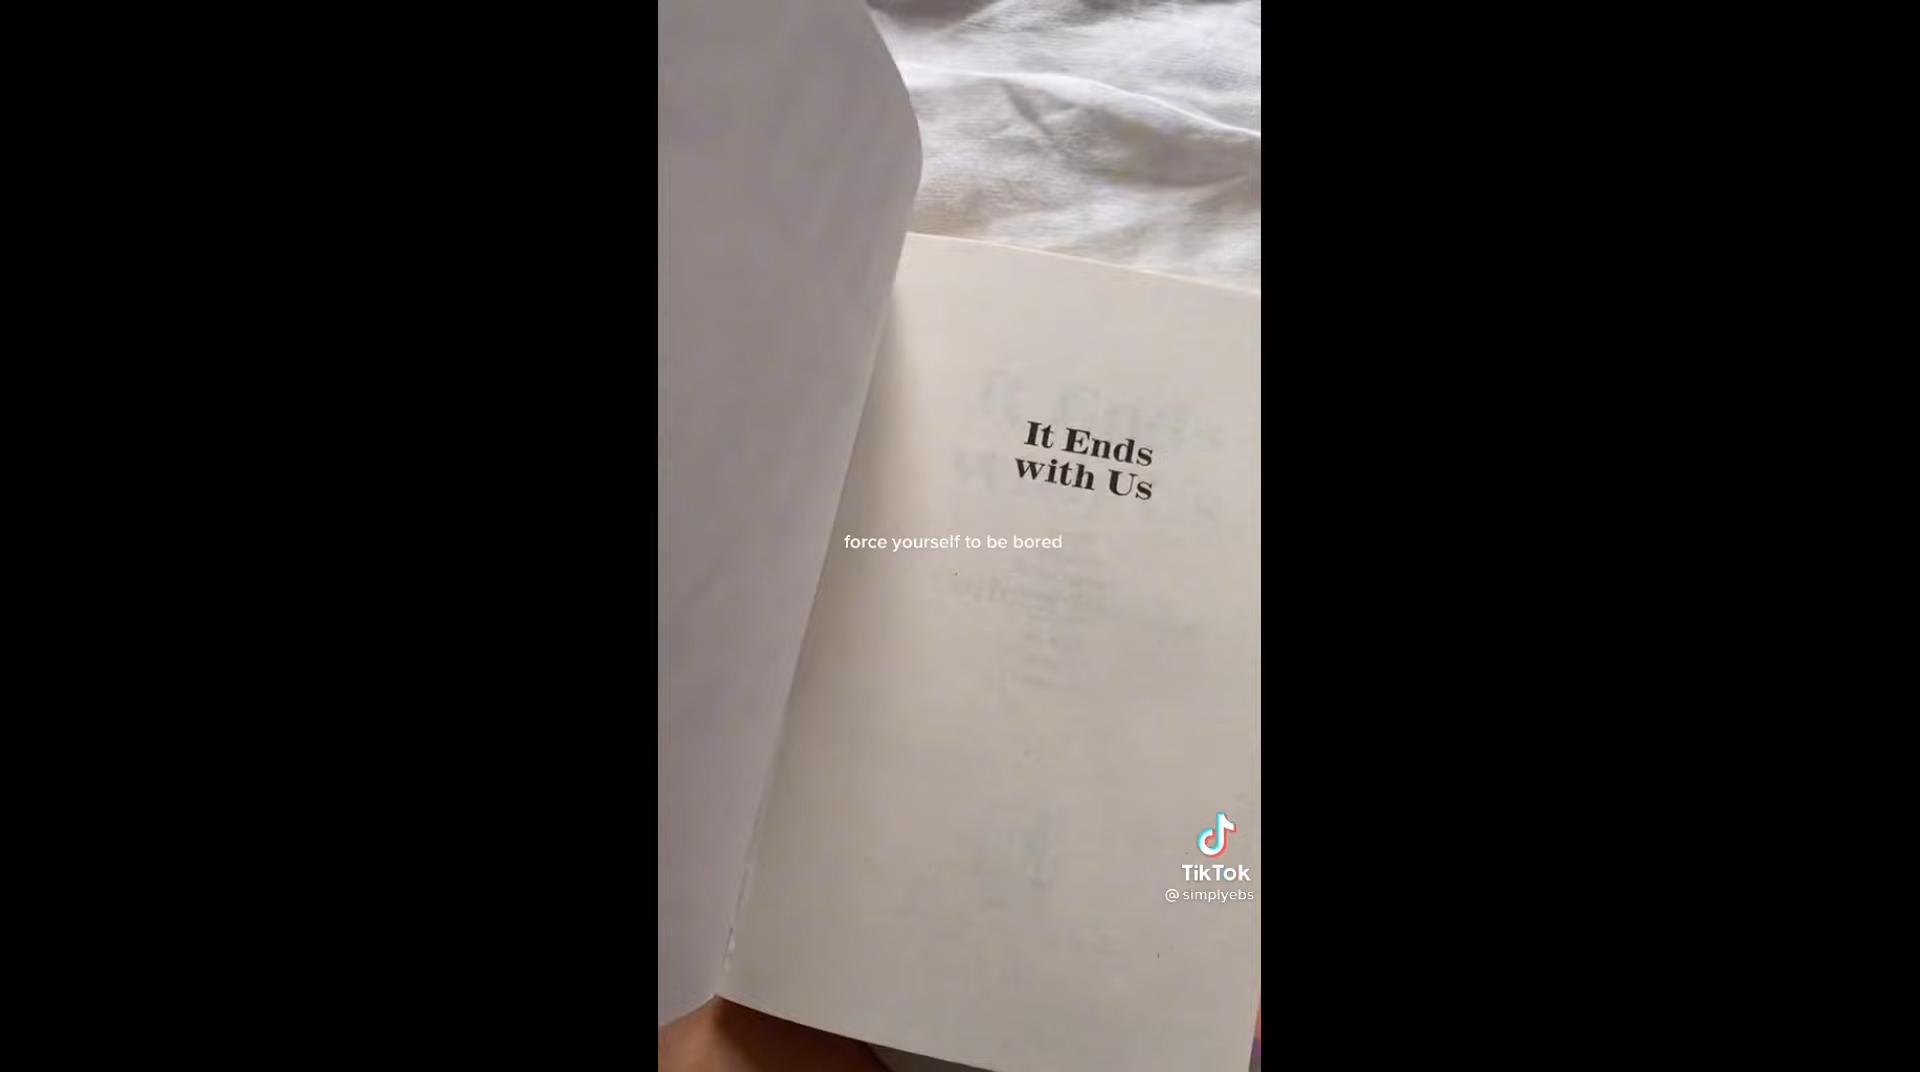 It Ends
with Us
force yourself to be bored
TikTok
@simplyebs